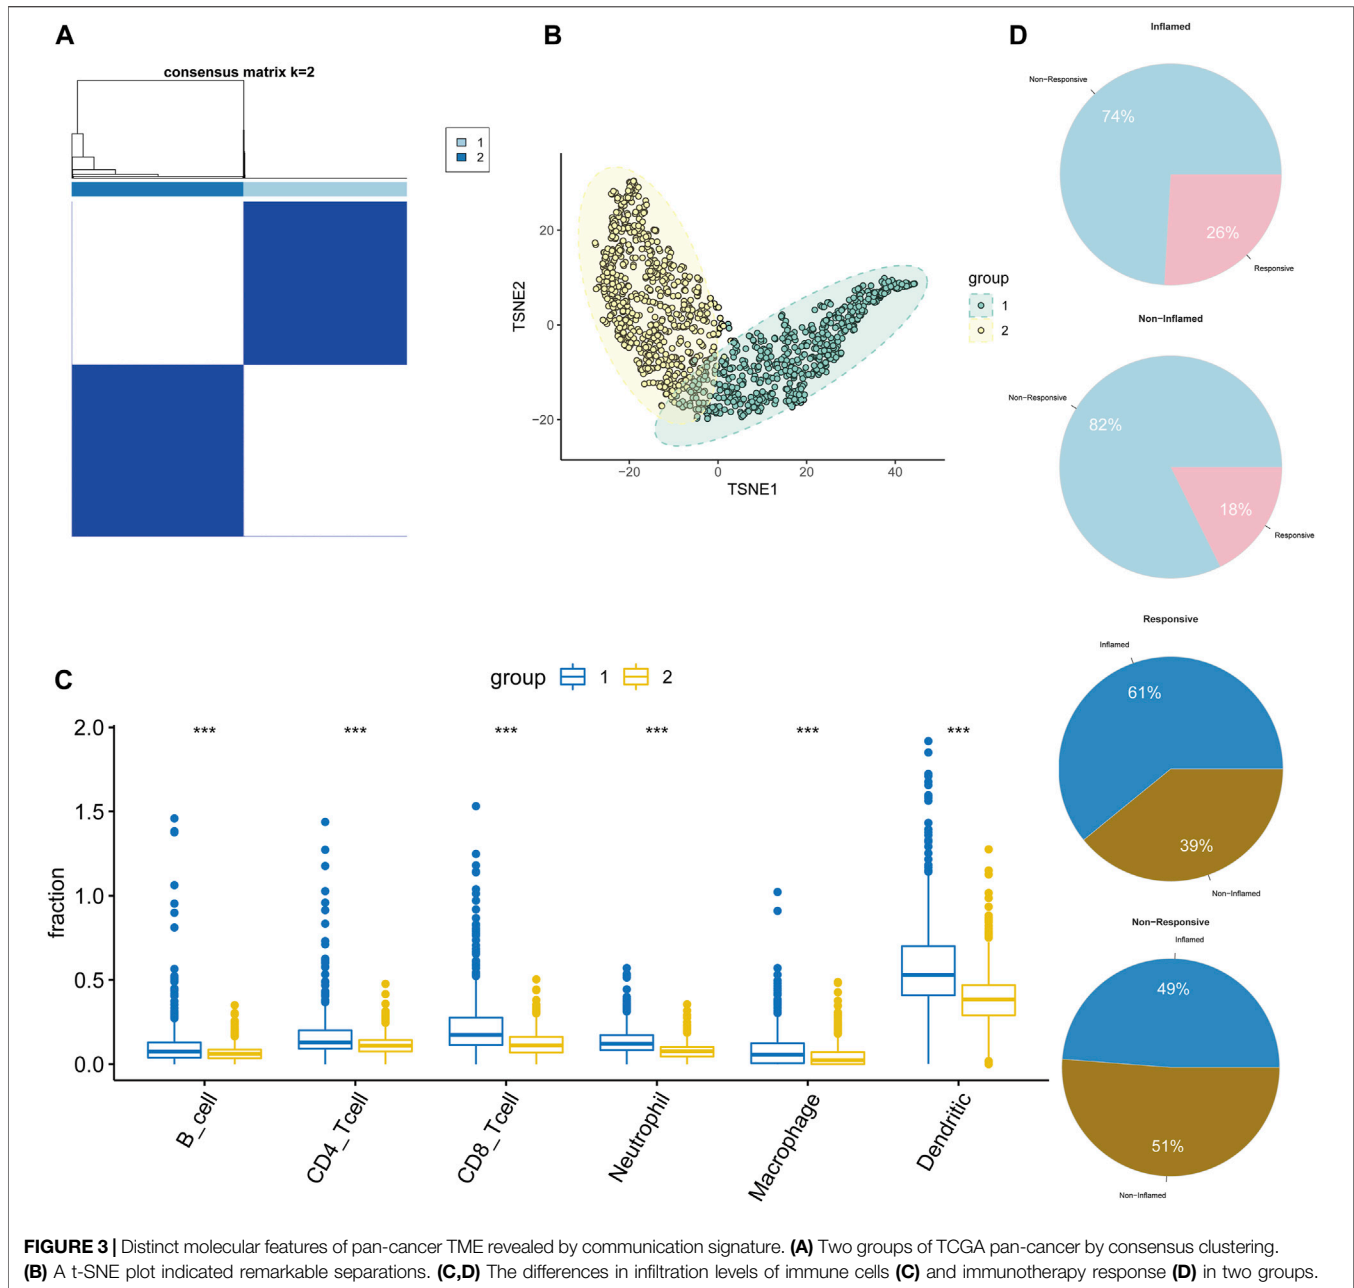 A
consensus matrix k=2
1
2
B
TSNE2
20
0
−20
−20
0
20
40
TSNE1
group
1
2
D
Inflamed
Non−Responsive
74%
26%
Responsive
Non−Inflamed
Non−Responsive
82%
18%
Responsive
Responsive
Inflamed
61%
39%
Non−Inflamed
Non−Responsive
Inflamed
49%
51%
Non−Inflamed
C
group 1 2
fraction
2.0
1.5
1.0
0.5
0.0
*** *** *** *** *** ***
B_cell
CD4_Tcell
CD8_Tcell
Neutrophil
Macrophage
Dendritic
FIGURE 3 | Distinct molecular features of pan-cancer TME revealed by communication signature. (A) Two groups of TCGA pan-cancer by consensus clustering.
(B) A t-SNE plot indicated remarkable separations. (C,D) The differences in infiltration levels of immune cells (C) and immunotherapy response (D) in two groups.